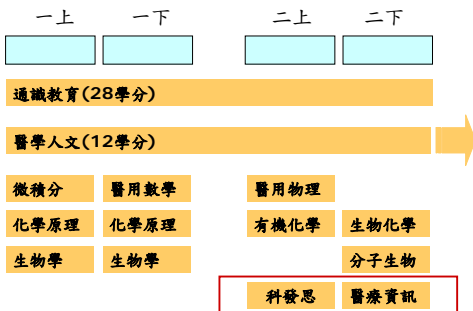 一上 一下 二上 二下
通識教育(28學分)
醫學人文(12學分)
微積分 醫用數學 醫用物理
化學原理 化學原理 有機化學 生物化學
生物學 生物學 分子生物
科發思 醫療資訊